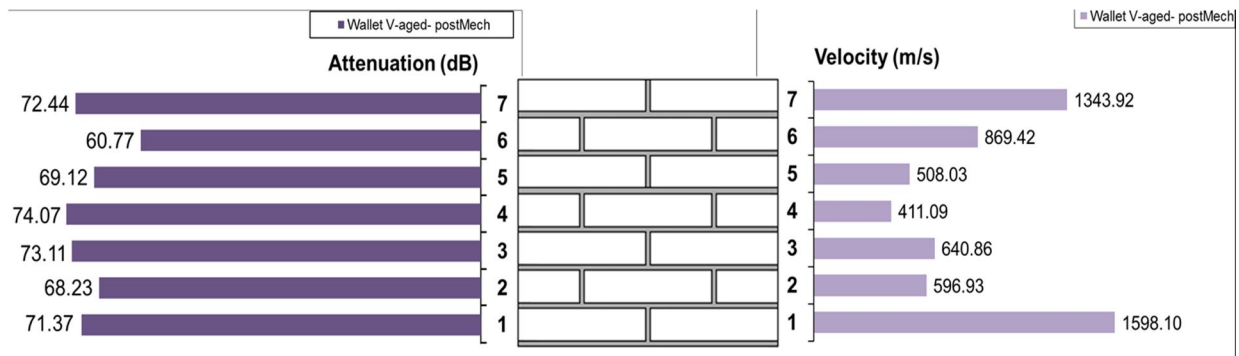 Wallet V-aged- postMech
Wallet V-aged- postMech
Attenuation (dB)
Velocity (m/s)
72.44 7 7 1343.92
60.77 6 6 869.42
69.12 5 5 508.03
74.07 4 4 411.09
73.11 3 3 640.86
68.23 2 2 596.93
71.37 1 1 1598.10